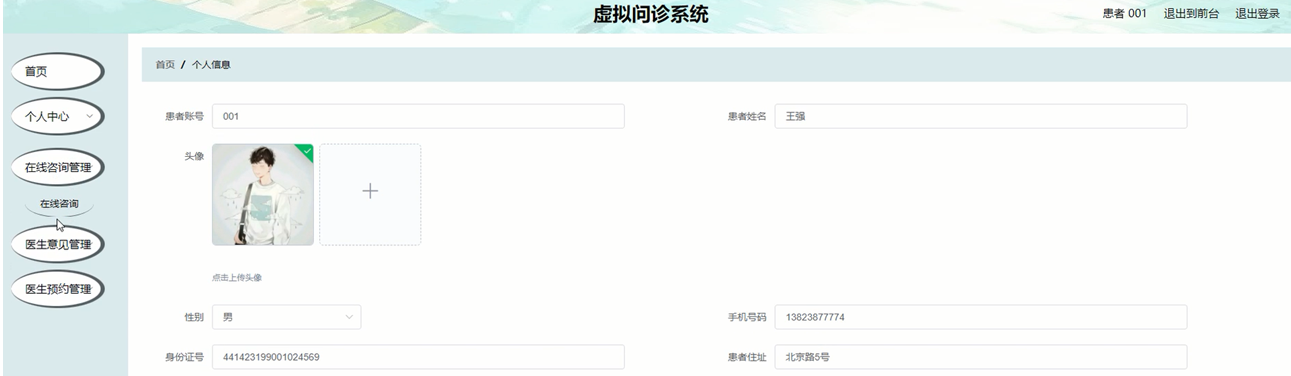 虚拟问诊系统
患者 001 退出到前台 退出登录
首页
个人中心
在线咨询管理
在线咨询
医生意见管理
医生预约管理
首页 / 个人信息
患者账号 001 患者姓名 王强
头像
点击上传头像
性别 男 手机号码 13823877774
身份证号 441423199001024569 患者住址 北京路5号